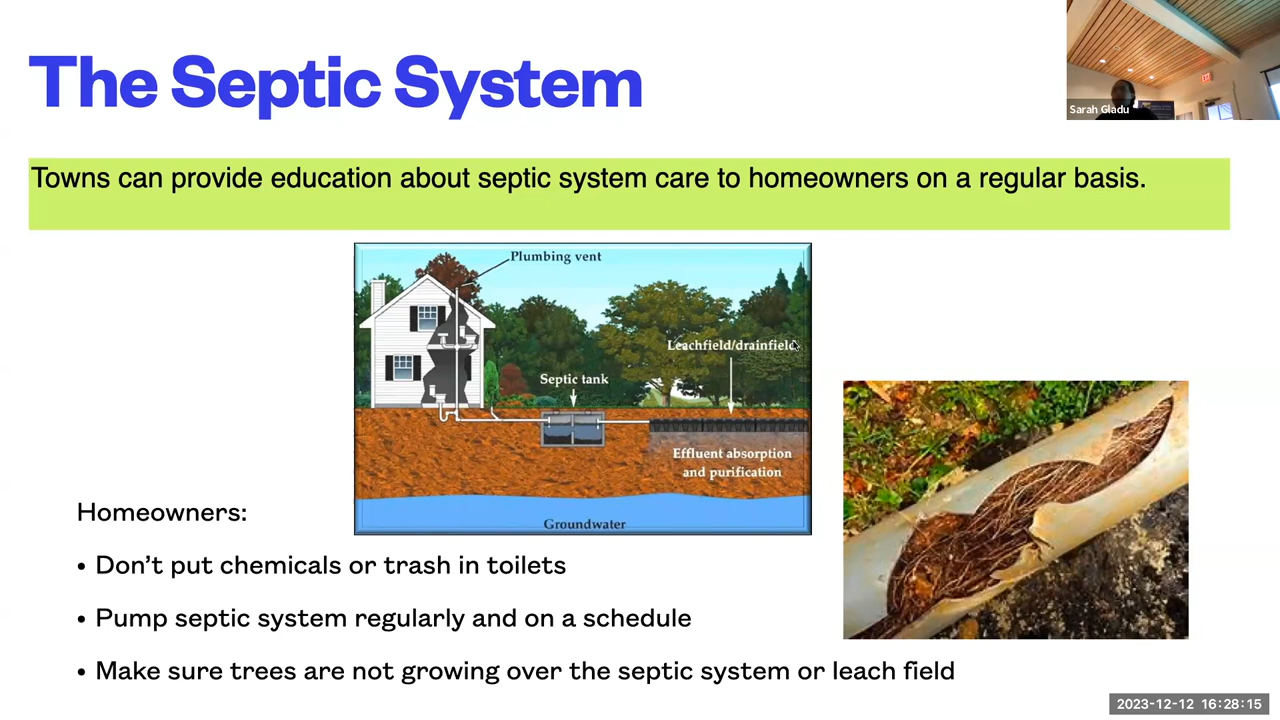 The Septic System
Sarah Gladu
Towns can provide education about septic system care to homeowners on a regular basis.
Plumbing vent
Leachfield/drainfield
Septic tank
Effluent absorption
and purification
Groundwater
Homeowners:
• Don’t put chemicals or trash in toilets
• Pump septic system regularly and on a schedule
• Make sure trees are not growing over the septic system or leach field
2023-12-12 16:28:15